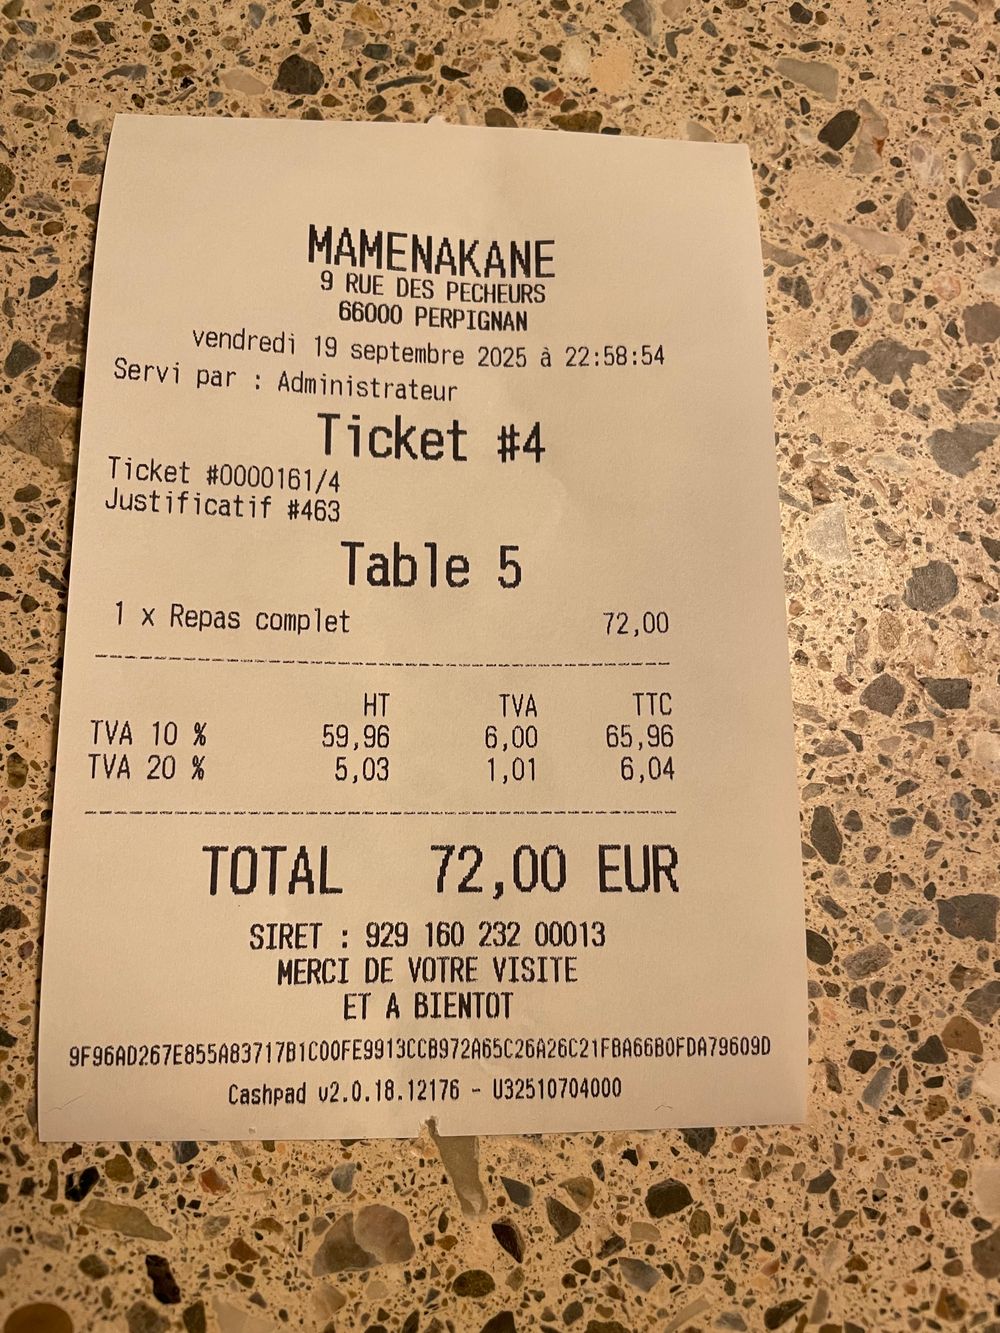 MAMENAKANE
9 RUE DES PECHEURS
66000 PERPIGNAN
vendredi 19 septembre 2025 à 22:58:54
Servi par : Administrateur
Ticket #4
Ticket #0000161/4
Justificatif #463
Table 5
1 x Repas complet 72,00
HT TVA TTC
TVA 10 % 59,96 6,00 65,96
TVA 20 % 5,03 1,01 6,04
TOTAL 72,00 EUR
SIRET : 929 160 232 00013
MERCI DE VOTRE VISITE
ET A BIENTOT
9F96AD267E855A83717B1C00FE9913CCB972A65C26A26C21FBA66B0FDA79609D
Cashpad v2.0.18.12176 - U32510704000